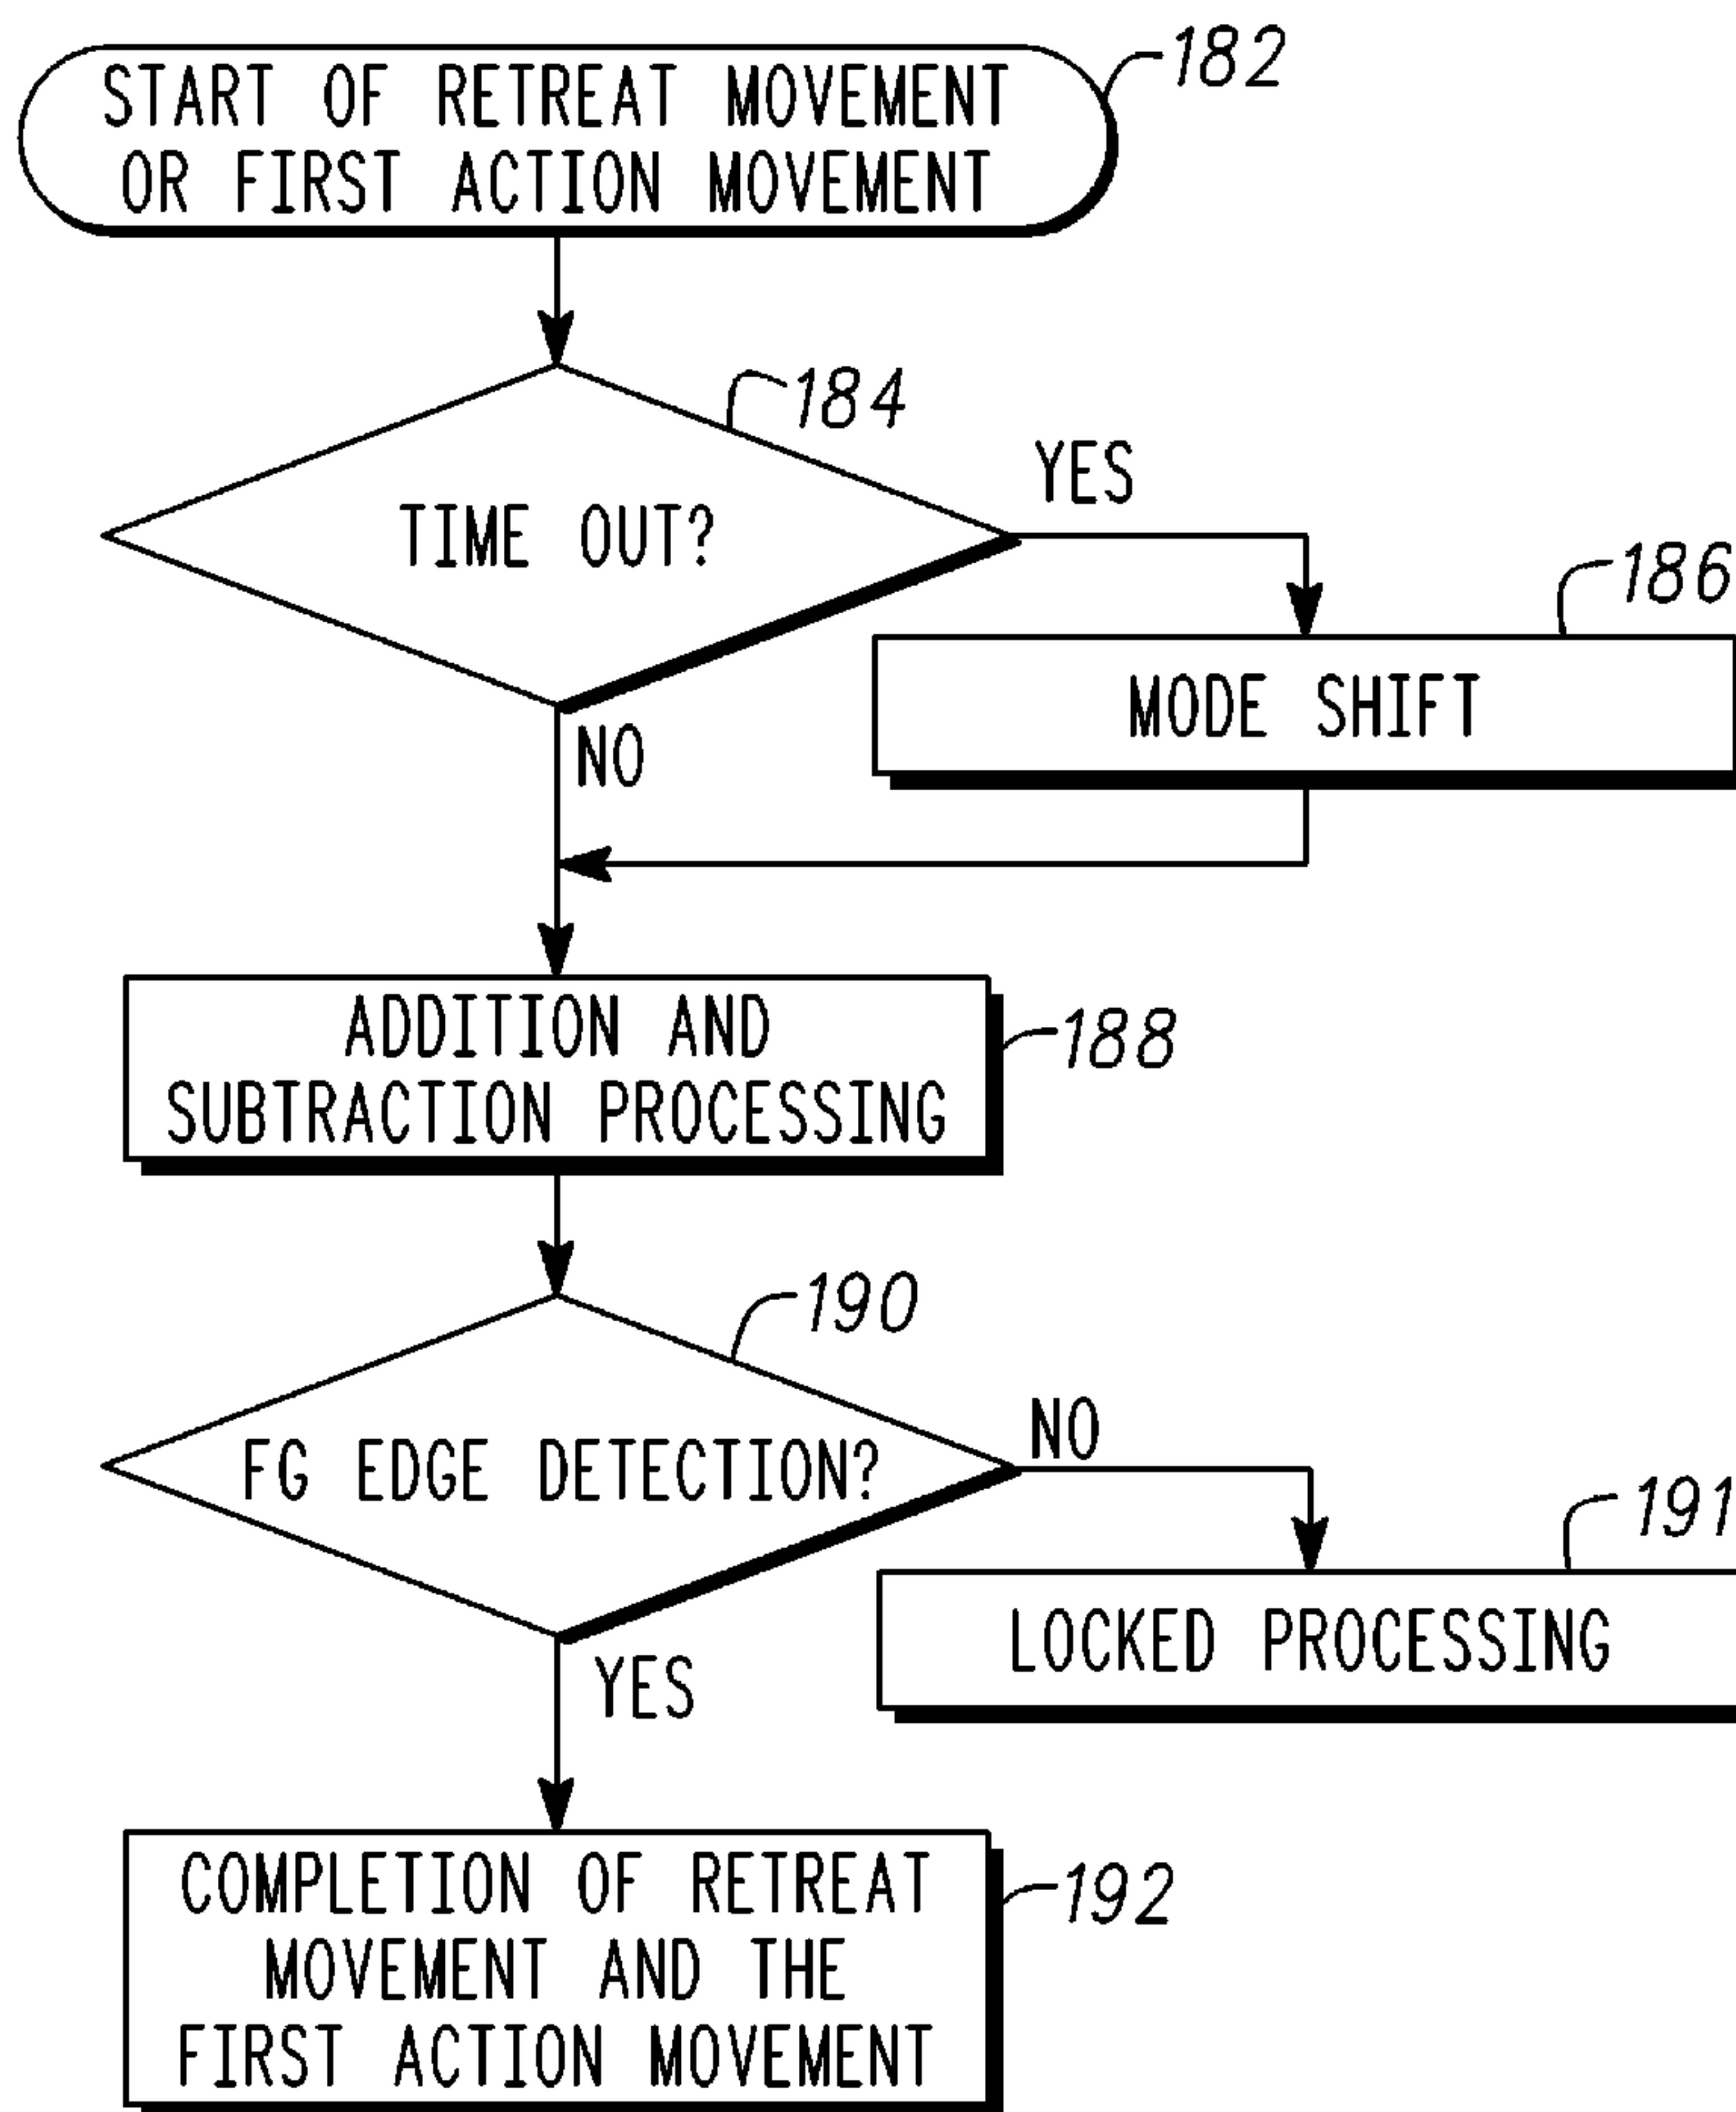 START OF RETREAT MOVEMENT
OR FIRST ACTION MOVEMENT
182
TIME OUT?
184
YES
NO
MODE SHIFT
186
ADDITION AND
SUBTRACTION PROCESSING
188
FG EDGE DETECTION?
190
NO
YES
LOCKED PROCESSING
191
COMPLETION OF RETREAT
MOVEMENT AND THE
FIRST ACTION MOVEMENT
192